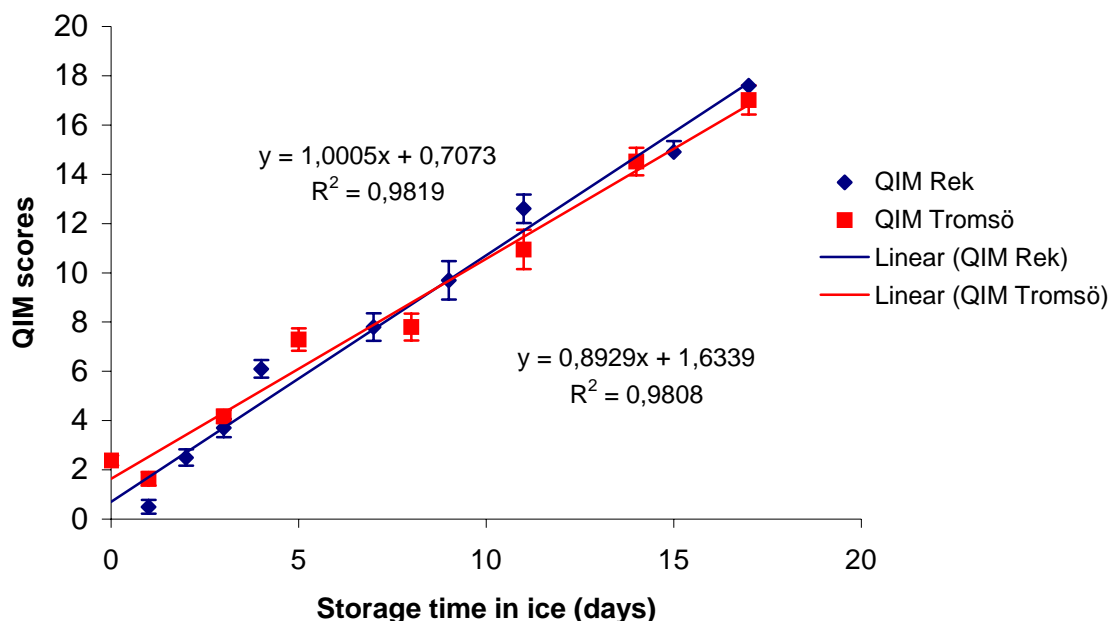 20
18
16
14
12
10
8
6
4
2
0
QIM scores
y = 1,0005x + 0,7073
R² = 0,9819
y = 0,8929x + 1,6339
R² = 0,9808
QIM Rek
QIM Tromsö
Linear (QIM Rek)
Linear (QIM Tromsö)
0 5 10 15 20
Storage time in ice (days)